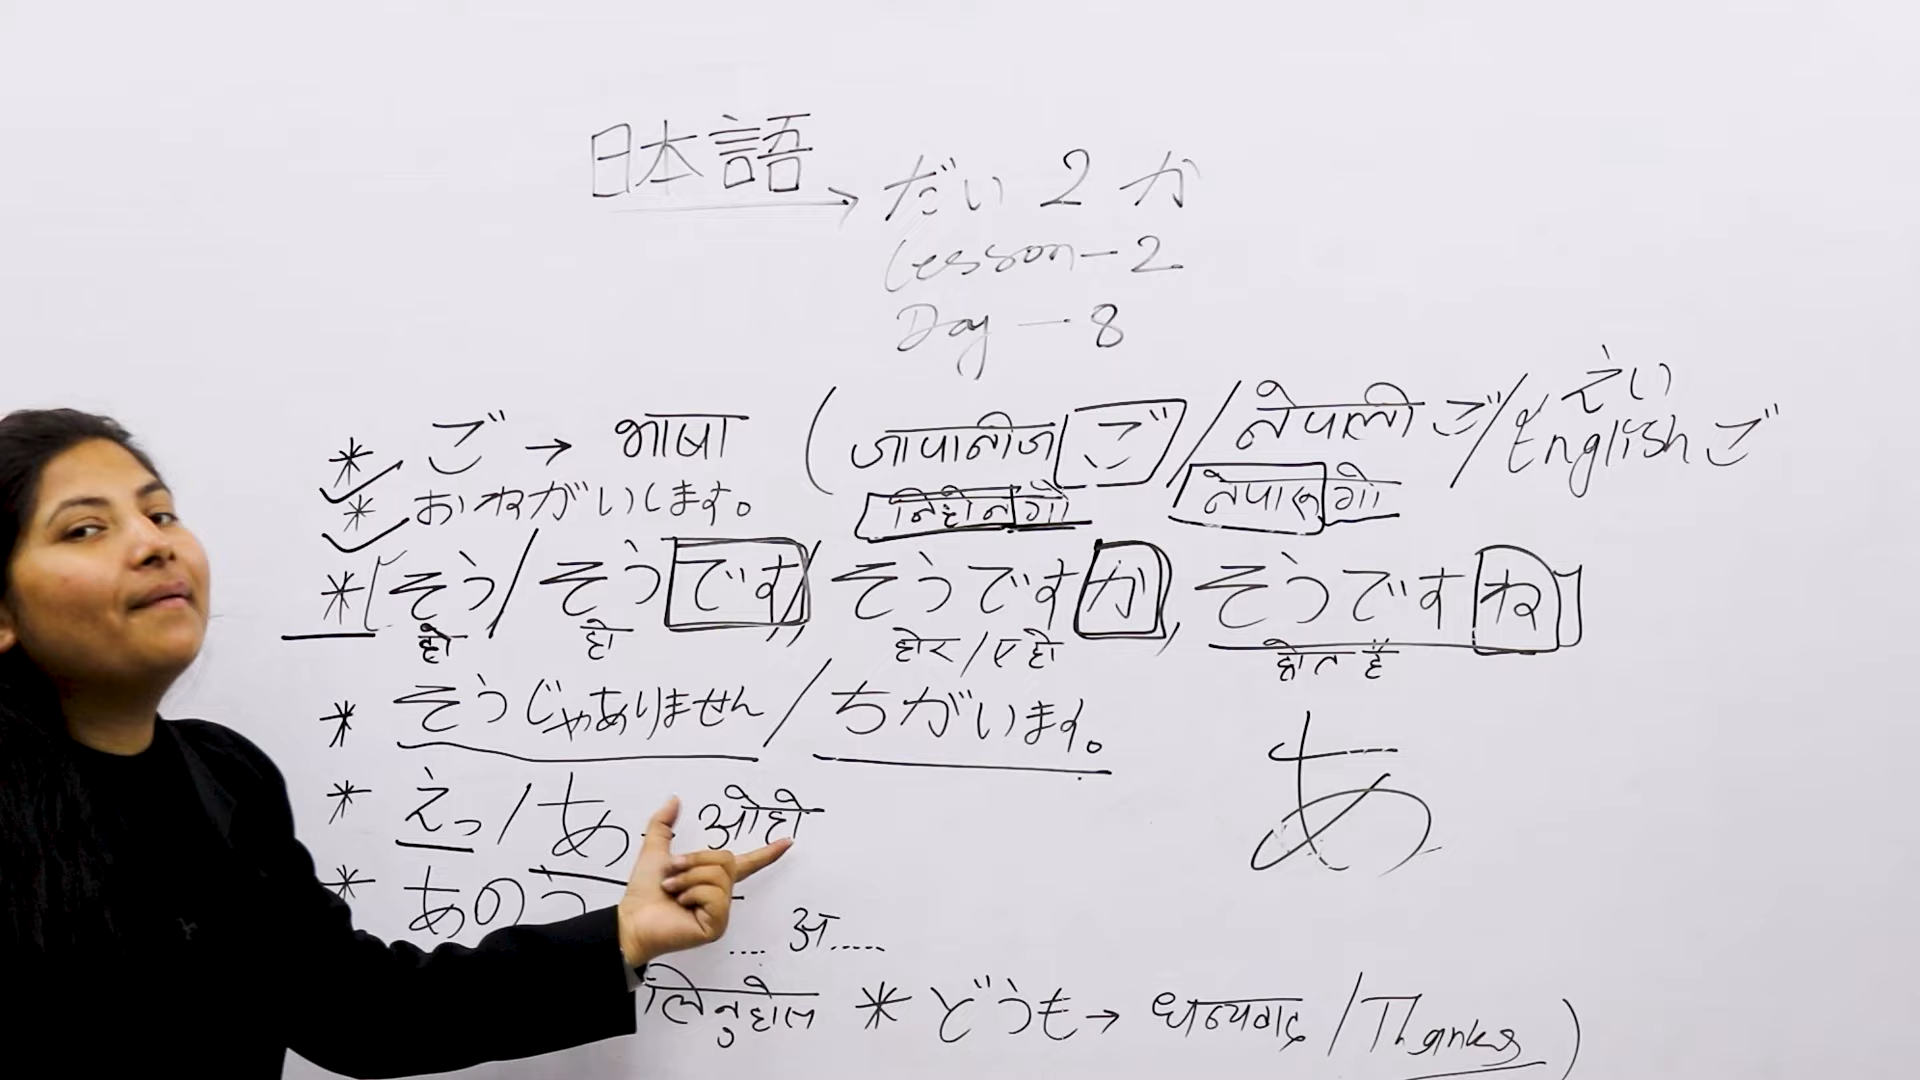 日本語 → だい 2 か
Lesson - 2
Day - 8
* ご → भाषा ( जापानीज ご / नेपाली ご / えい English ご
निहोन गो नेपारु गो
* おねがいします。
* [ そう / そうです,, そうですか, そうですね ]
हो हो होर / ए हो होत है
* そうじゃありません / ちがいます。
あ
* えっ / あ - ओहो
* あのう
.... अ.....
लिनुहोस * どうも → धन्यवाद / Thanks )